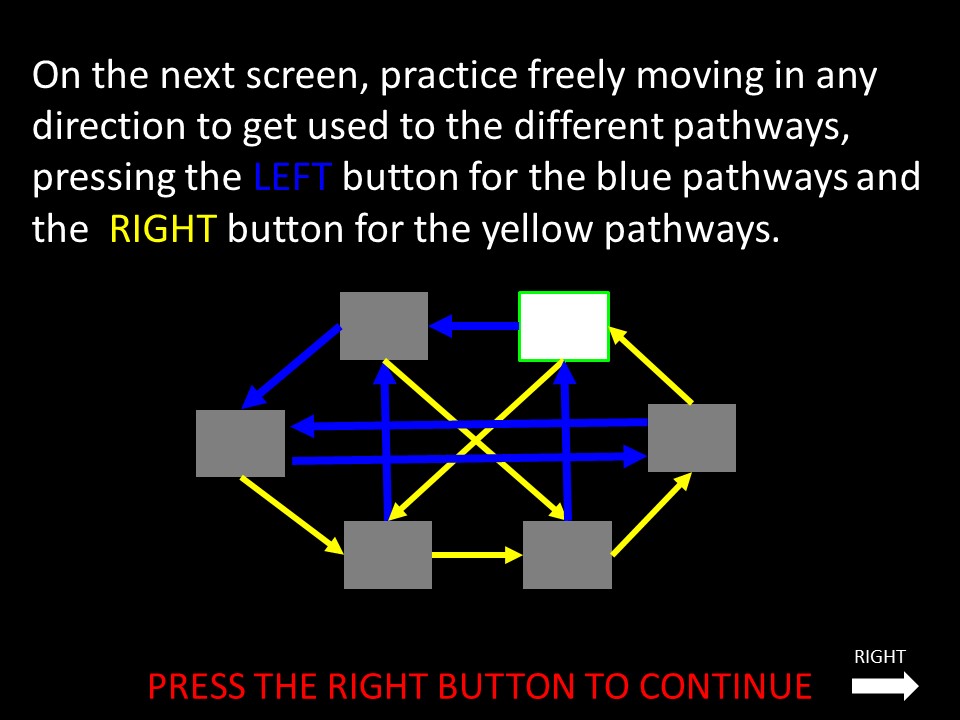 On the next screen, practice freely moving in any
direction to get used to the different pathways,
pressing the LEFT button for the blue pathways and
the RIGHT button for the yellow pathways.
RIGHT
PRESS THE RIGHT BUTTON TO CONTINUE